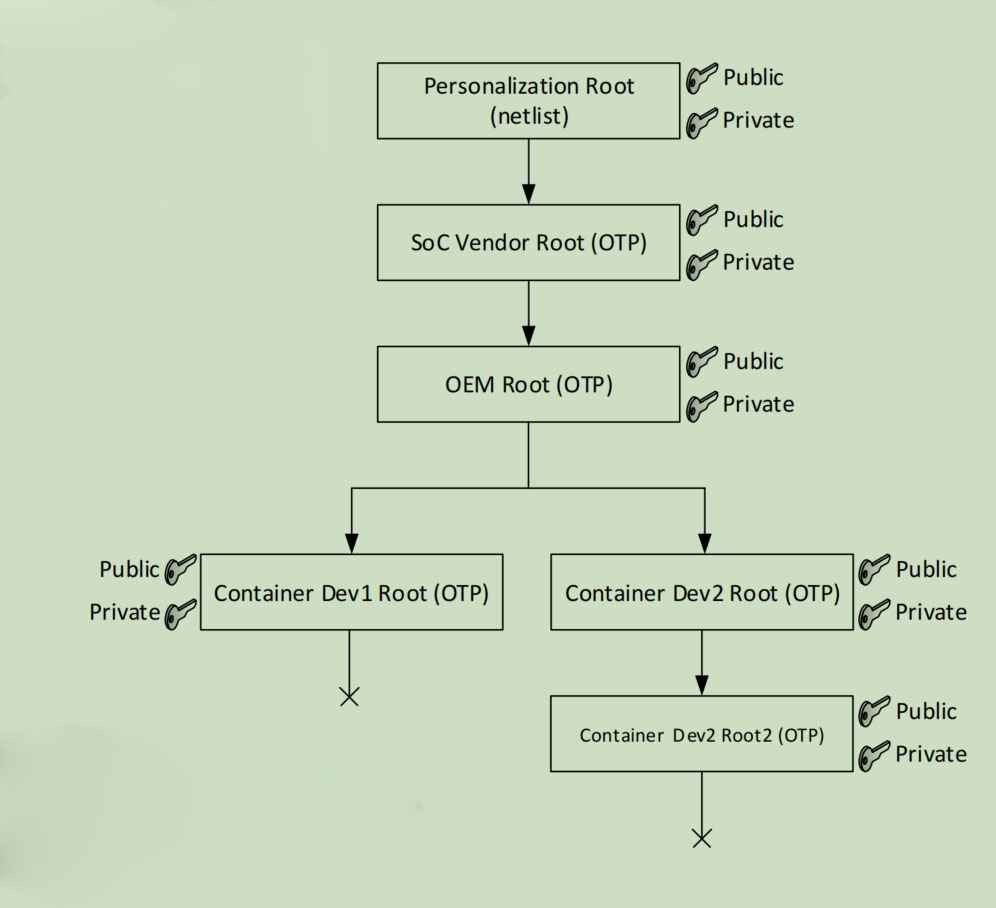 Personalization Root
(netlist)
Public
Private
SoC Vendor Root (OTP)
Public
Private
OEM Root (OTP)
Public
Private
Public
Private
Container Dev1 Root (OTP)
Container Dev2 Root (OTP)
Public
Private
Container Dev2 Root2 (OTP)
Public
Private